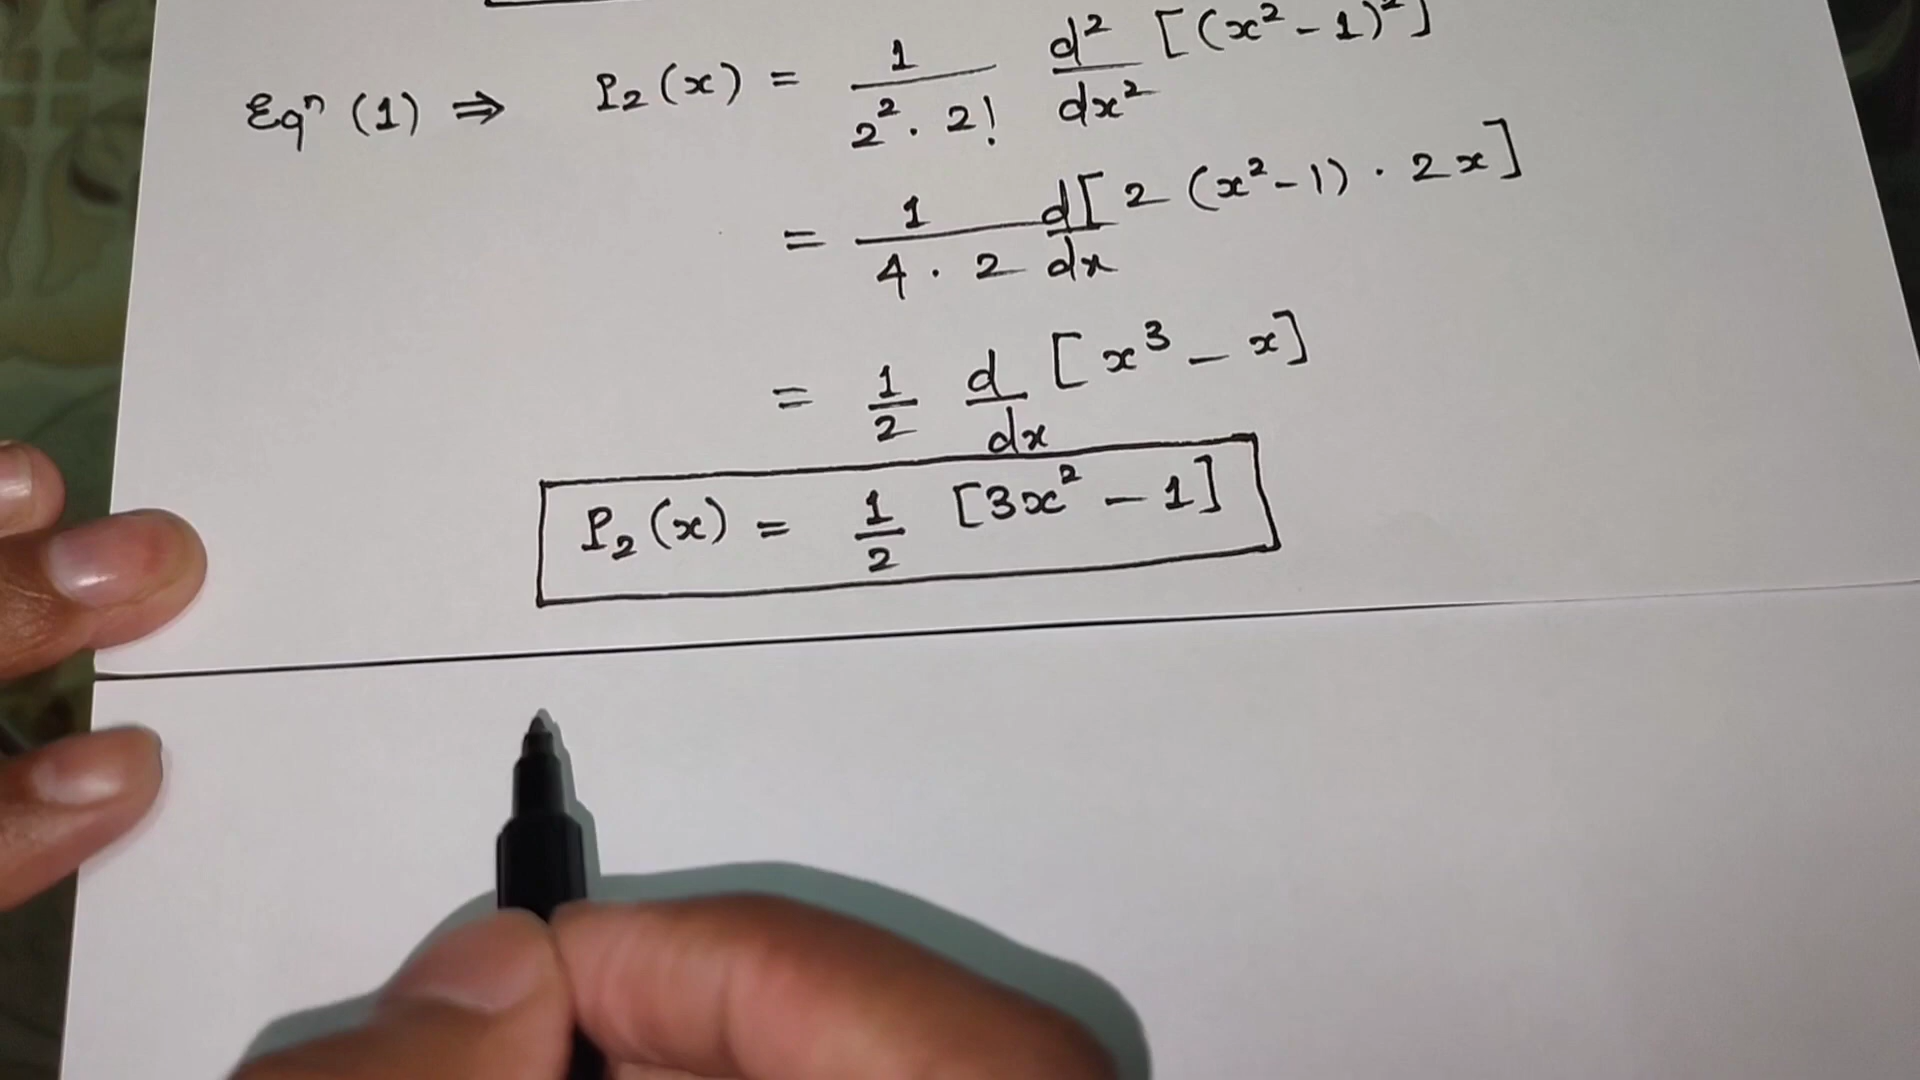 Eqⁿ (1) ⇒ P₂(x) = 1/(2² · 2!) d²/dx² [(x² - 1)²]
= 1/(4 · 2) d/dx [2 (x² - 1) · 2x]
= 1/2 d/dx [x³ - x]
P₂(x) = 1/2 [3x² - 1]